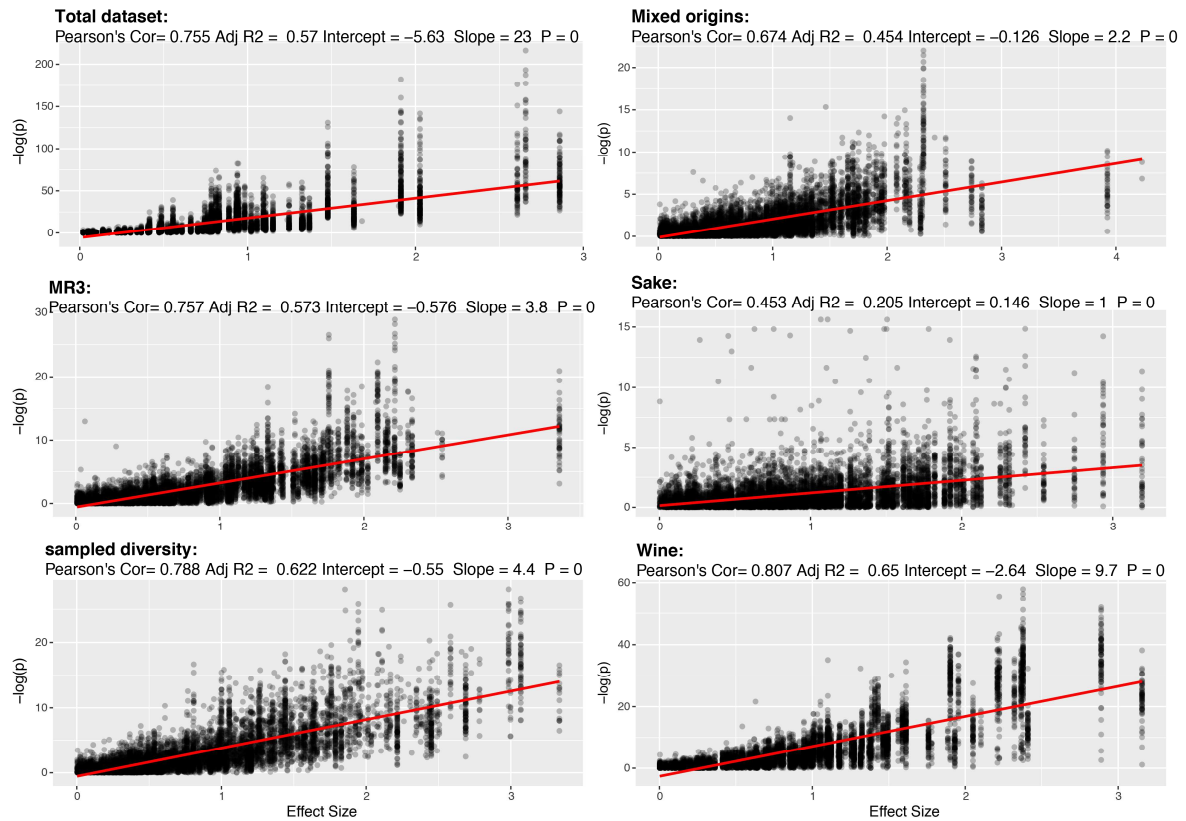 Total dataset:
Pearson's Cor= 0.755 Adj R2 = 0.57 Intercept = −5.63 Slope = 23 P = 0
200
150
100
50
0
−log(p)
0 1 2 3
Mixed origins:
Pearson's Cor= 0.674 Adj R2 = 0.454 Intercept = −0.126 Slope = 2.2 P = 0
20
15
10
5
0
−log(p)
0 1 2 3 4
MR3:
Pearson's Cor= 0.757 Adj R2 = 0.573 Intercept = −0.576 Slope = 3.8 P = 0
30
20
10
0
−log(p)
0 1 2 3
Sake:
Pearson's Cor= 0.453 Adj R2 = 0.205 Intercept = 0.146 Slope = 1 P = 0
15
10
5
0
−log(p)
0 1 2 3
sampled diversity:
Pearson's Cor= 0.788 Adj R2 = 0.622 Intercept = −0.55 Slope = 4.4 P = 0
20
10
0
−log(p)
0 1 2 3
Effect Size
Wine:
Pearson's Cor= 0.807 Adj R2 = 0.65 Intercept = −2.64 Slope = 9.7 P = 0
60
40
20
0
−log(p)
0 1 2 3
Effect Size